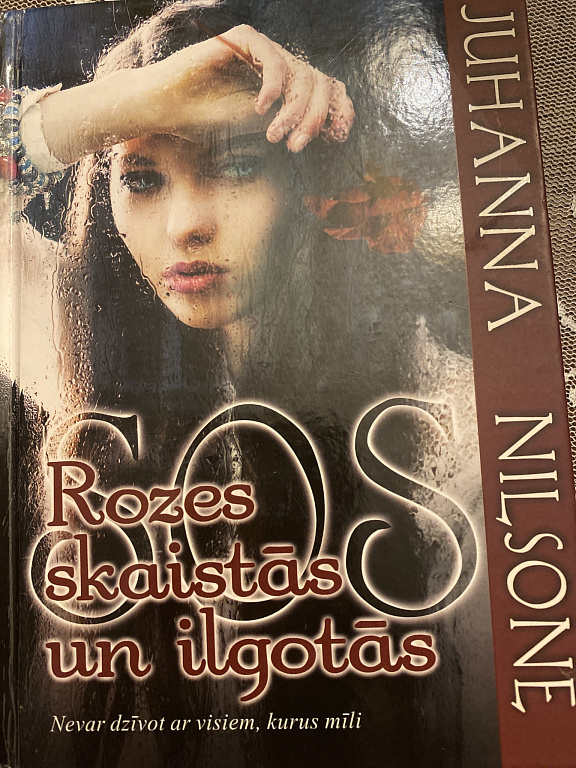 JUHANNA NILSONE
SOS
Rozes
skaistās
un ilgotās
Nevar dzīvot ar visiem, kurus mīli